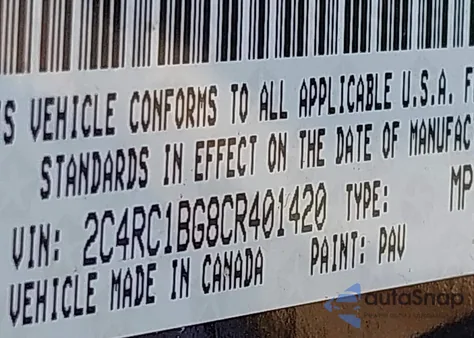 S VEHICLE CONFORMS TO ALL APPLICABLE U.S.A. F
STANDARDS IN EFFECT ON THE DATE OF MANUFAC
VIN: 2C4RC1BG8CR401420 TYPE: MP
VEHICLE MADE IN CANADA PAINT: PAV
autoSnap